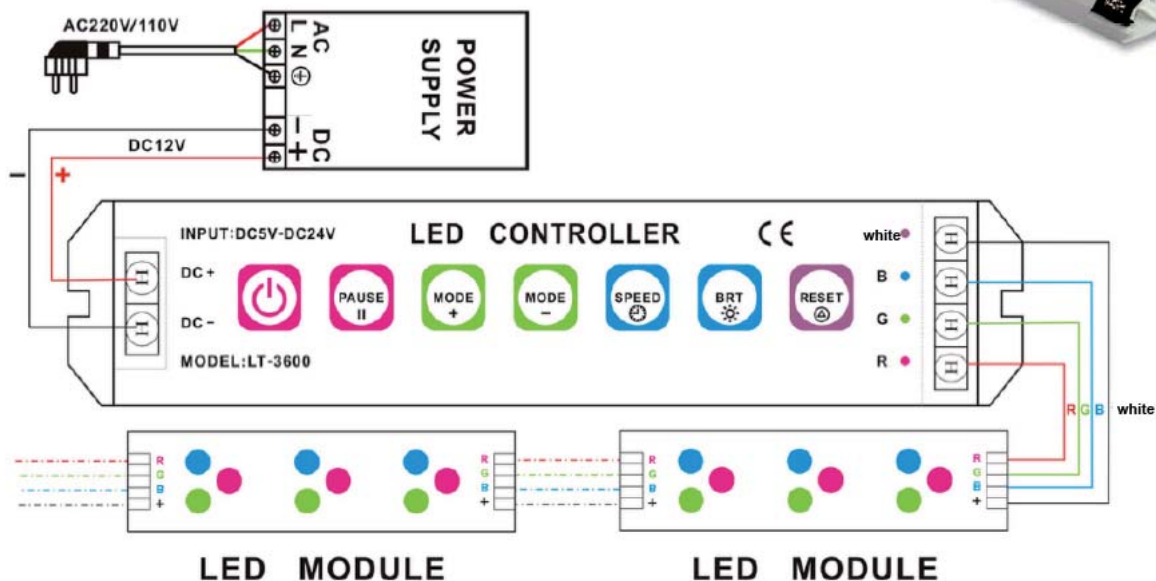 AC220V/110V
L
N
AC
POWER
SUPPLY
-
+
DC
DC12V
-
+
INPUT:DC5V-DC24V
LED CONTROLLER
CE
white
DC+
DC-
PAUSE
II
MODE
+
MODE
-
SPEED
BRT
RESET
B
G
R
MODEL:LT-3600
R G B white
R
G
B
+
R
G
B
+
R
G
B
+
LED MODULE
LED MODULE